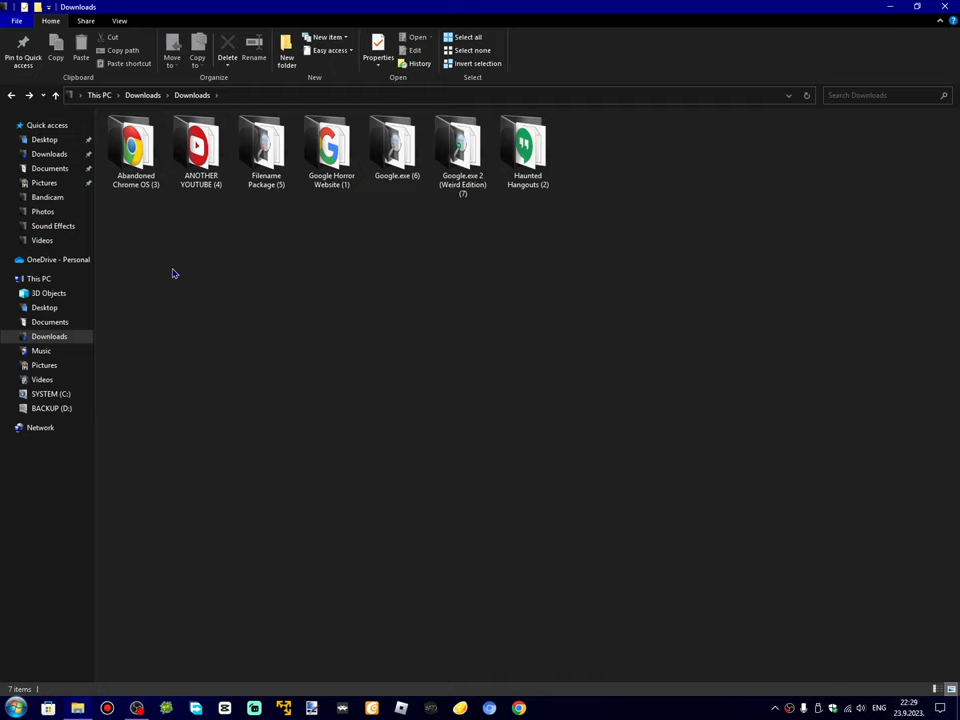 Downloads
File
Home
Share
View
Pin to Quick
access
Copy
Paste
Cut
Copy path
Paste shortcut
Clipboard
Move
to
Copy
to
Delete
Rename
Organize
New
folder
New item
Easy access
New
Properties
Open
Edit
History
Open
Select all
Select none
Invert selection
Select
This PC > Downloads > Downloads >
Search Downloads
Quick access
Desktop
Downloads
Documents
Pictures
Bandicam
Photos
Sound Effects
Videos
OneDrive - Personal
This PC
3D Objects
Desktop
Documents
Downloads
Music
Pictures
Videos
SYSTEM (C:)
BACKUP (D:)
Network
Abandoned
Chrome OS (3)
ANOTHER
YOUTUBE (4)
Filename
Package (5)
Google Horror
Website (1)
Google.exe (6)
Google.exe 2
(Weird Edition)
(7)
Haunted
Hangouts (2)
7 items
ENG
22:29
23.9.2023.